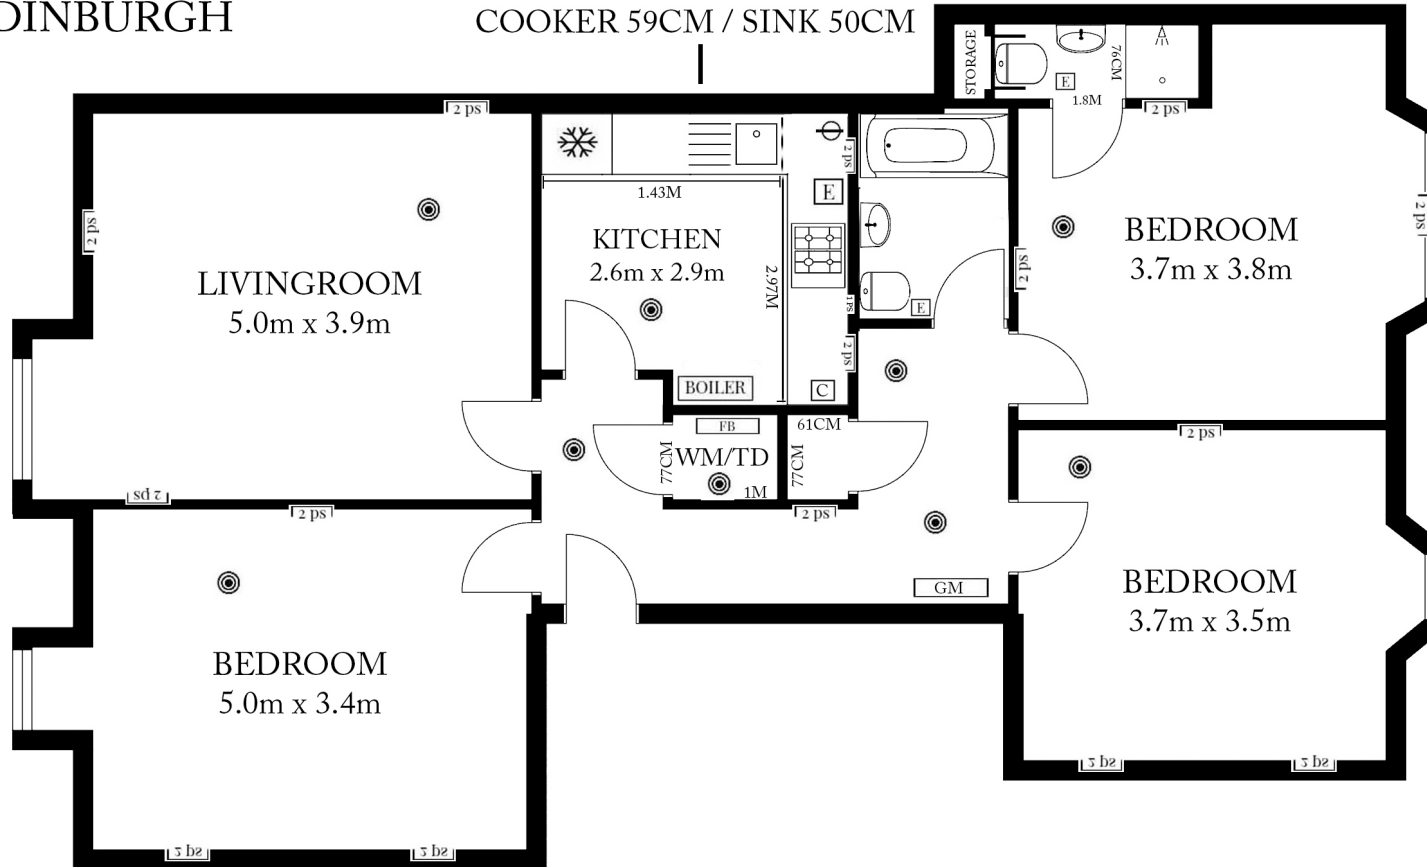 DINBURGH
COOKER 59CM / SINK 50CM
STORAGE
E
76CM
1.8M
2 ps
2 ps
2 ps
1.43M
E
2 ps
KITCHEN
2.6m x 2.9m
2.97M
1 Ps
E
2 ps
BEDROOM
3.7m x 3.8m
2 ps
2 ps
LIVINGROOM
5.0m x 3.9m
2 ps
BOILER
C
FB
WM/TD
77CM
1M
61CM
77CM
2 ps
2 ps
2 ps
2 ps
GM
BEDROOM
3.7m x 3.5m
BEDROOM
5.0m x 3.4m
2 ps
2 ps
2 ps
2 ps